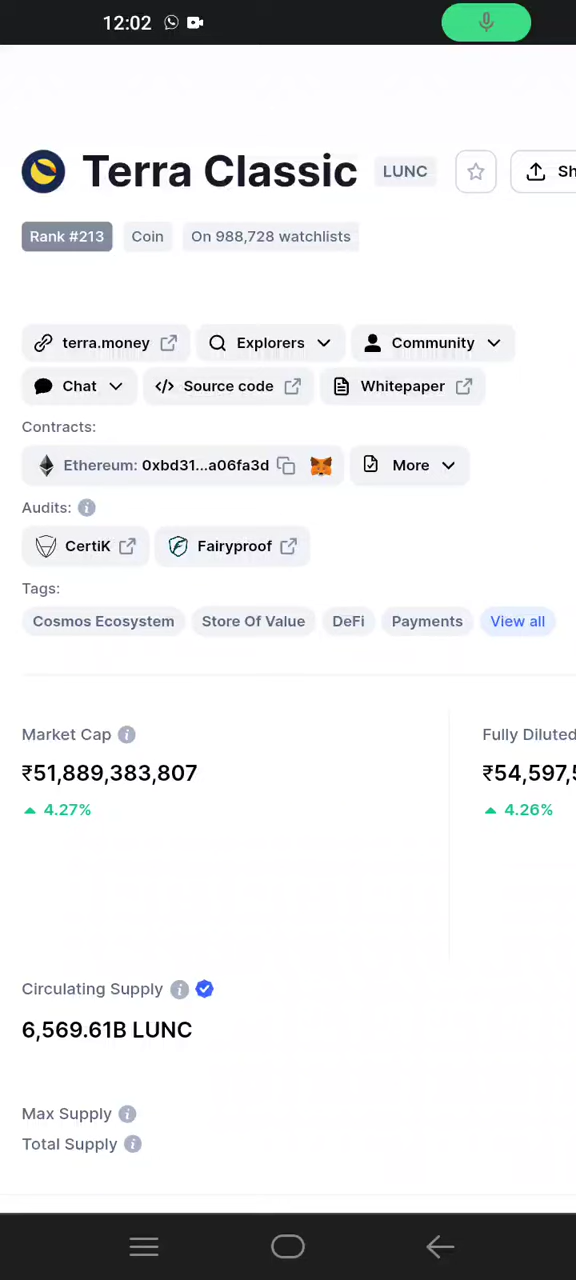 12:02
Terra Classic LUNC Sh
Rank #213 Coin On 988,728 watchlists
terra.money Explorers Community
Chat Source code Whitepaper
Contracts:
Ethereum: 0xbd31...a06fa3d More
Audits:
CertiK Fairyproof
Tags:
Cosmos Ecosystem Store Of Value DeFi Payments View all
Market Cap Fully Diluted
₹51,889,383,807 ₹54,597,5
4.27% 4.26%
Circulating Supply
6,569.61B LUNC
Max Supply
Total Supply